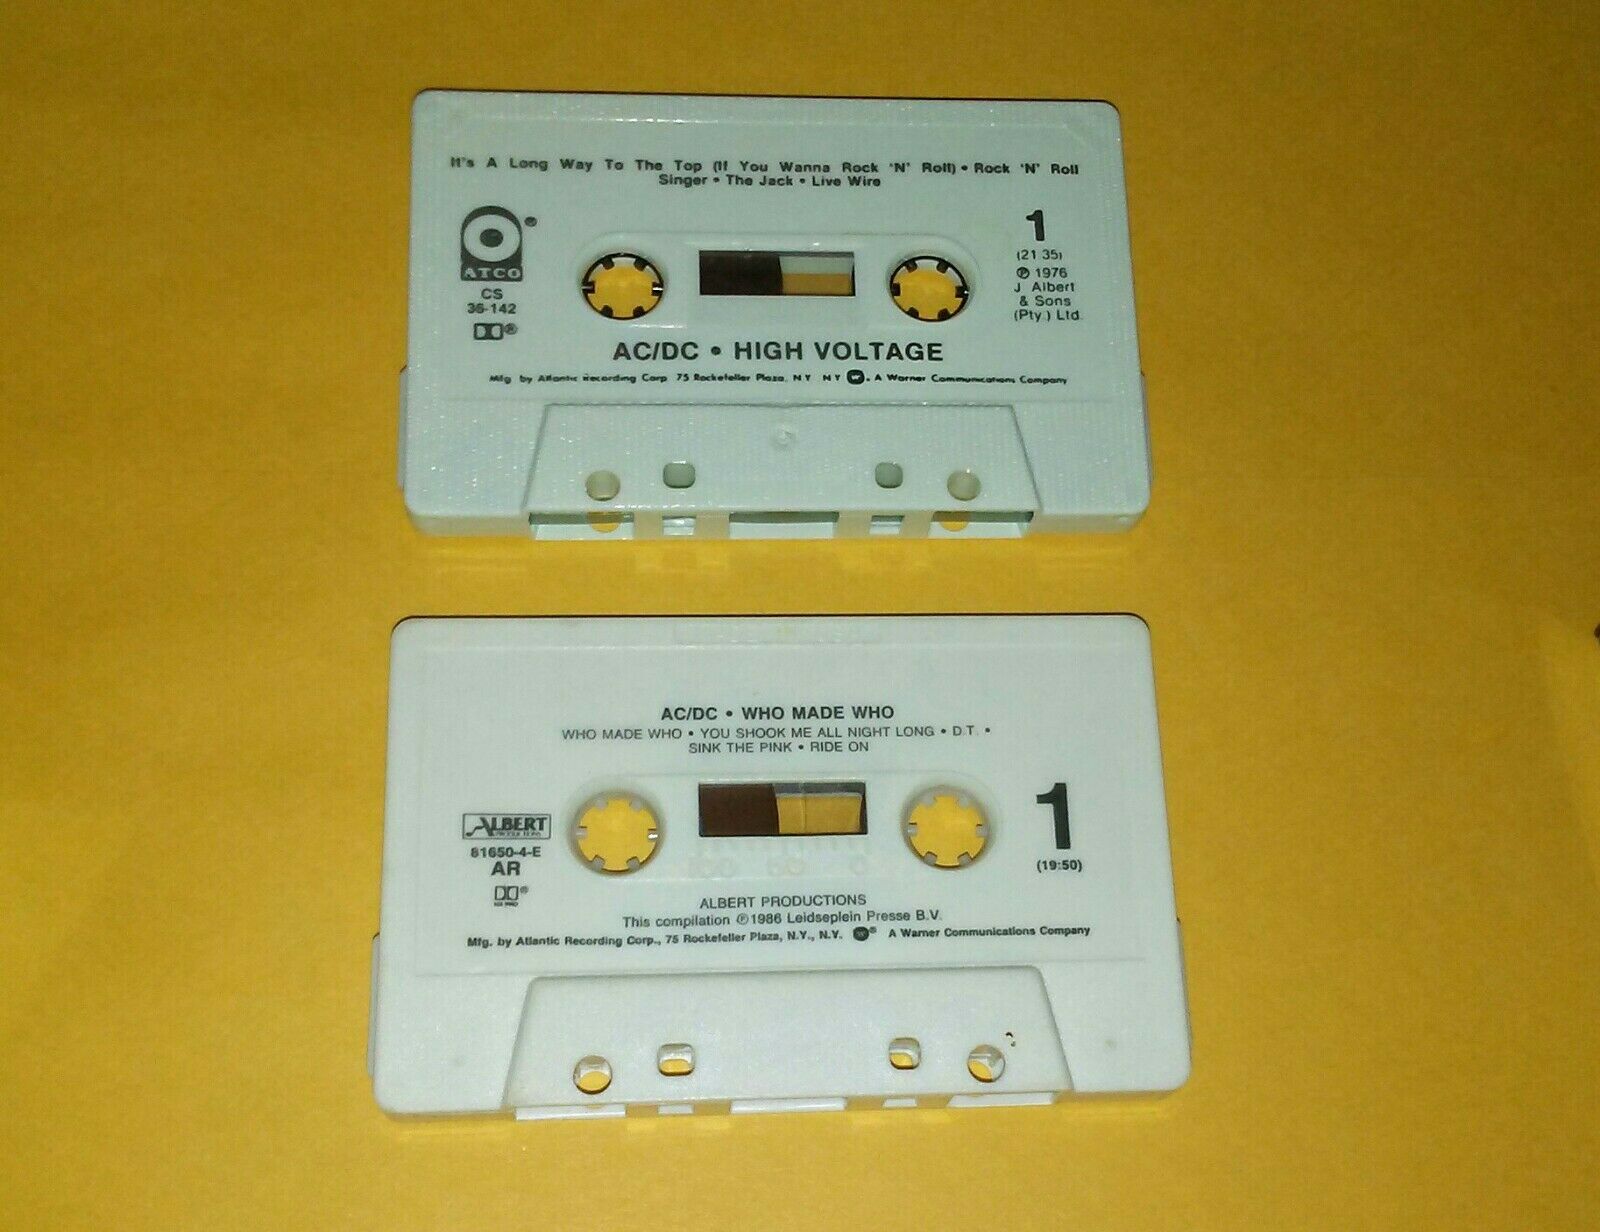 It's A Long Way To The Top (If You Wanna Rock 'N' Roll) • Rock 'N' Roll
Singer • The Jack • Live Wire
ATCO®
CS
36-142
®
1
(21 35)
℗ 1976
J Albert
& Sons
(Pty.) Ltd.
AC/DC • HIGH VOLTAGE
Mfg by Atlantic Recording Corp 75 Rockefeller Plaza, N Y N Y W. A Warner Communications Company
AC/DC • WHO MADE WHO
WHO MADE WHO • YOU SHOOK ME ALL NIGHT LONG • D.T. •
SINK THE PINK • RIDE ON
ALBERT
PRODUCTIONS
81650-4-E
AR
®
HX PRO
1
(19:50)
ALBERT PRODUCTIONS
This compilation ℗1986 Leidseplein Presse B.V.
Mfg. by Atlantic Recording Corp., 75 Rockefeller Plaza, N.Y., N.Y. W® A Warner Communications Company